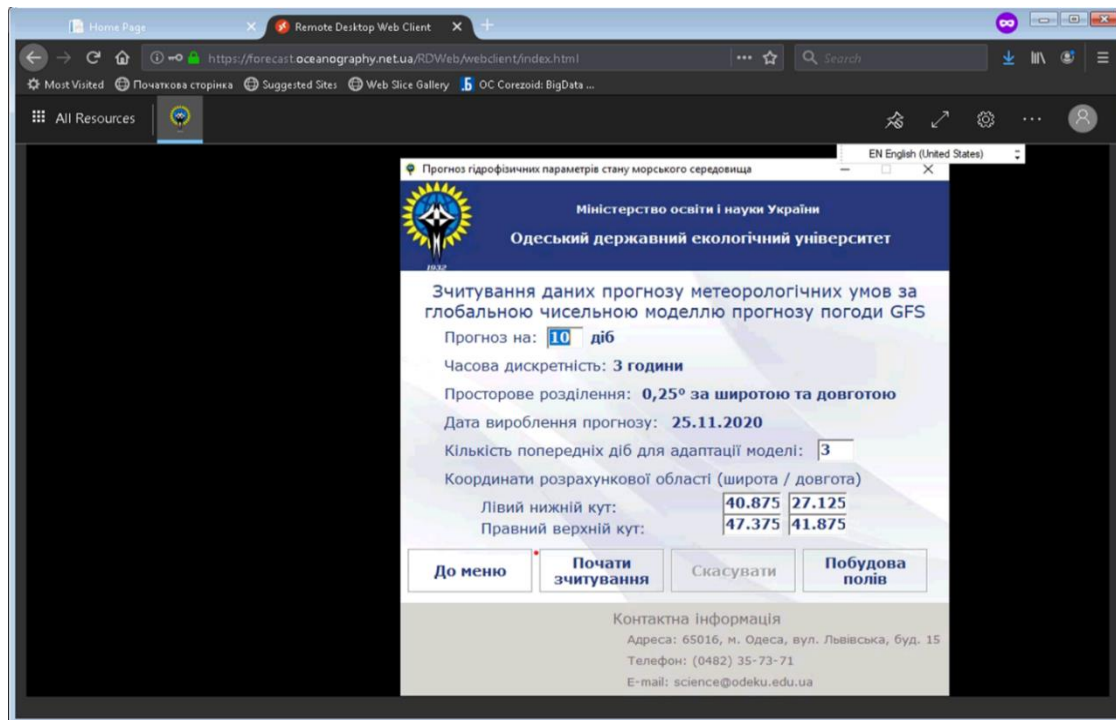 Home Page
Remote Desktop Web Client
https://forecast.oceanography.net.ua/RDWeb/webclient/index.html
Search
Most Visited
Початкова сторінка
Suggested Sites
Web Slice Gallery
OC Corezoid: BigData ...
All Resources
EN English (United States)
Прогноз гідрофізичних параметрів стану морського середовища
Міністерство освіти і науки України
Одеський державний екологічний університет
1932
Зчитування даних прогнозу метеорологічних умов за
глобальною чисельною моделлю прогнозу погоди GFS
Прогноз на: 10 діб
Часова дискретність: 3 години
Просторове розділення: 0,25º за широтою та довготою
Дата вироблення прогнозу: 25.11.2020
Кількість попередніх діб для адаптації моделі: 3
Координати розрахункової області (широта / довгота)
Лівий нижній кут: 40.875 27.125
Правний верхній кут: 47.375 41.875
До меню
Почати
зчитування
Скасувати
Побудова
полів
Контактна інформація
Адреса: 65016, м. Одеса, вул. Львівська, буд. 15
Телефон: (0482) 35-73-71
E-mail: science@odeku.edu.ua